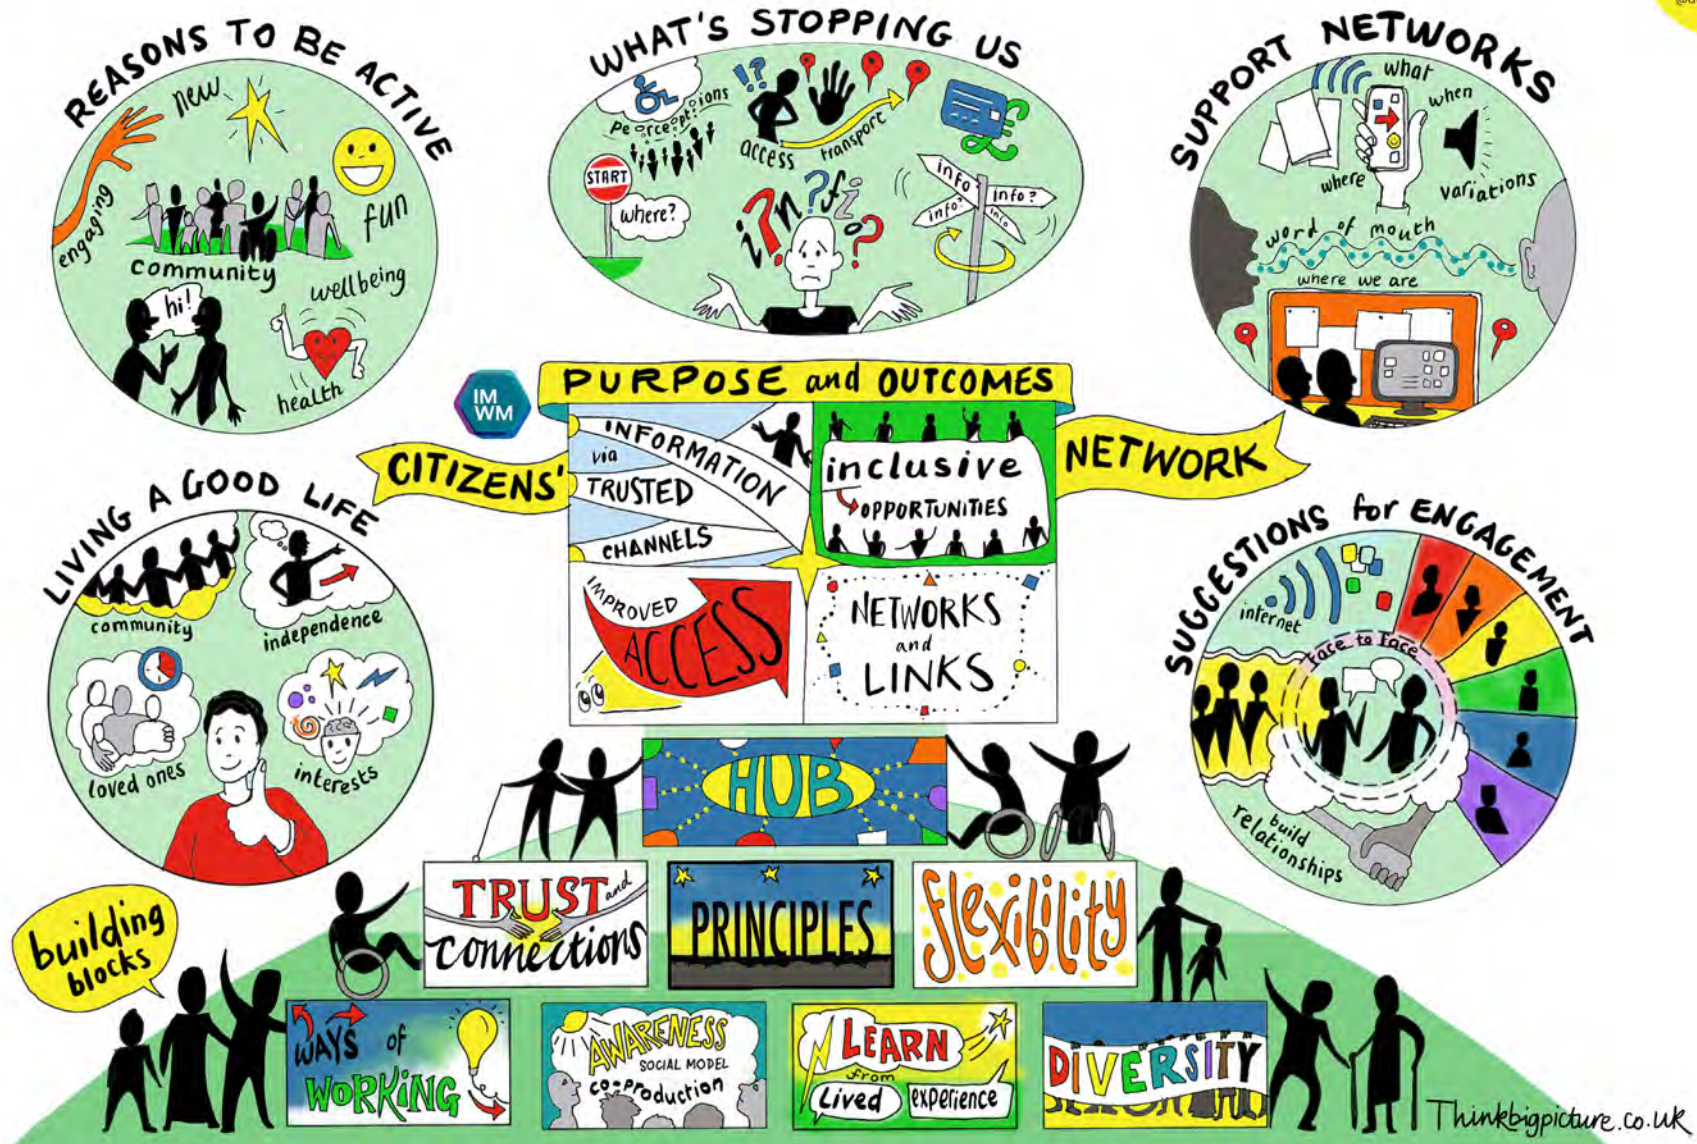 REASONS TO BE ACTIVE
new
engaging
fun
community
hi!
wellbeing
health
WHAT'S STOPPING US
perceptions
!?
access
transport
£
START
where?
info
info?
info?
info
i?n?fio?
SUPPORT NETWORKS
what
when
where
variations
word of mouth
where we are
IM
WM
PURPOSE and OUTCOMES
CITIZENS'
NETWORK
INFORMATION
via
TRUSTED
CHANNELS
inclusive
OPPORTUNITIES
IMPROVED
ACCESS
NETWORKS
and
LINKS
LIVING A GOOD LIFE
community
independence
loved ones
interests
SUGGESTIONS for ENGAGEMENT
internet
face to face
build
relationships
HUB
TRUST and
connections
PRINCIPLES
flexibility
building
blocks
WAYS of
WORKING
AWARENESS
SOCIAL MODEL
co-production
LEARN
from
Lived experience
DIVERSITY
Thinkbigpicture.co.uk